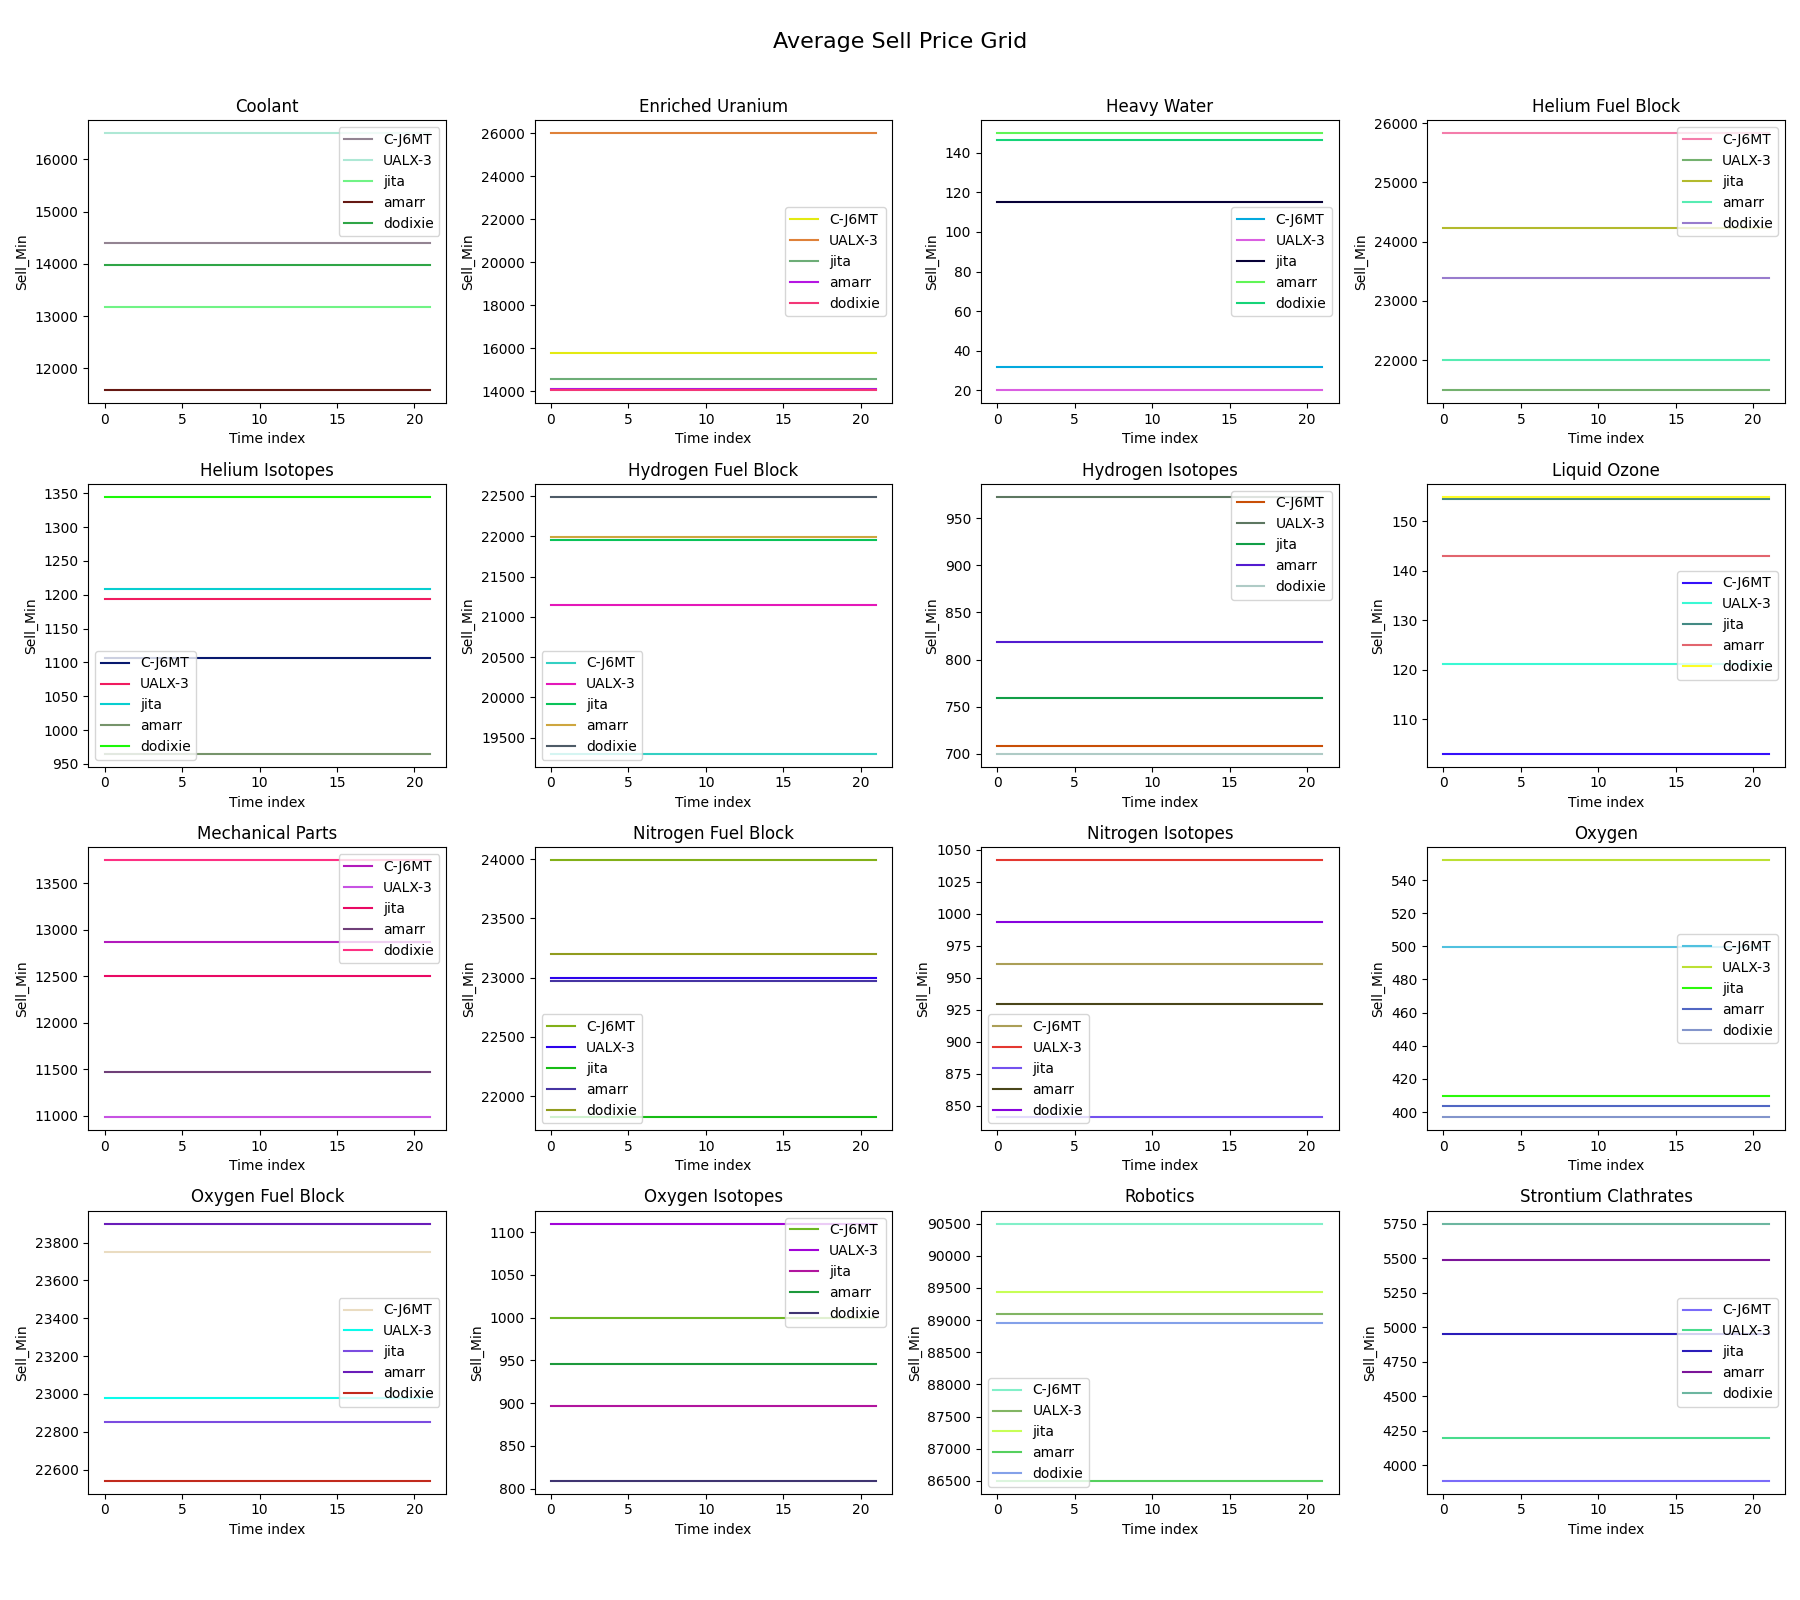 Average Sell Price Grid
Coolant
Sell_Min
16000
15000
14000
13000
12000
C-J6MT
UALX-3
jita
amarr
dodixie
0 5 10 15 20
Time index
Enriched Uranium
Sell_Min
26000
24000
22000
20000
18000
16000
14000
C-J6MT
UALX-3
jita
amarr
dodixie
0 5 10 15 20
Time index
Heavy Water
Sell_Min
140
120
100
80
60
40
20
C-J6MT
UALX-3
jita
amarr
dodixie
0 5 10 15 20
Time index
Helium Fuel Block
Sell_Min
26000
25000
24000
23000
22000
C-J6MT
UALX-3
jita
amarr
dodixie
0 5 10 15 20
Time index
Helium Isotopes
Sell_Min
1350
1300
1250
1200
1150
1100
1050
1000
950
C-J6MT
UALX-3
jita
amarr
dodixie
0 5 10 15 20
Time index
Hydrogen Fuel Block
Sell_Min
22500
22000
21500
21000
20500
20000
19500
C-J6MT
UALX-3
jita
amarr
dodixie
0 5 10 15 20
Time index
Hydrogen Isotopes
Sell_Min
950
900
850
800
750
700
C-J6MT
UALX-3
jita
amarr
dodixie
0 5 10 15 20
Time index
Liquid Ozone
Sell_Min
150
140
130
120
110
C-J6MT
UALX-3
jita
amarr
dodixie
0 5 10 15 20
Time index
Mechanical Parts
Sell_Min
13500
13000
12500
12000
11500
11000
C-J6MT
UALX-3
jita
amarr
dodixie
0 5 10 15 20
Time index
Nitrogen Fuel Block
Sell_Min
24000
23500
23000
22500
22000
C-J6MT
UALX-3
jita
amarr
dodixie
0 5 10 15 20
Time index
Nitrogen Isotopes
Sell_Min
1050
1025
1000
975
950
925
900
875
850
C-J6MT
UALX-3
jita
amarr
dodixie
0 5 10 15 20
Time index
Oxygen
Sell_Min
540
520
500
480
460
440
420
400
C-J6MT
UALX-3
jita
amarr
dodixie
0 5 10 15 20
Time index
Oxygen Fuel Block
Sell_Min
23800
23600
23400
23200
23000
22800
22600
C-J6MT
UALX-3
jita
amarr
dodixie
0 5 10 15 20
Time index
Oxygen Isotopes
Sell_Min
1100
1050
1000
950
900
850
800
C-J6MT
UALX-3
jita
amarr
dodixie
0 5 10 15 20
Time index
Robotics
Sell_Min
90500
90000
89500
89000
88500
88000
87500
87000
86500
C-J6MT
UALX-3
jita
amarr
dodixie
0 5 10 15 20
Time index
Strontium Clathrates
Sell_Min
5750
5500
5250
5000
4750
4500
4250
4000
C-J6MT
UALX-3
jita
amarr
dodixie
0 5 10 15 20
Time index